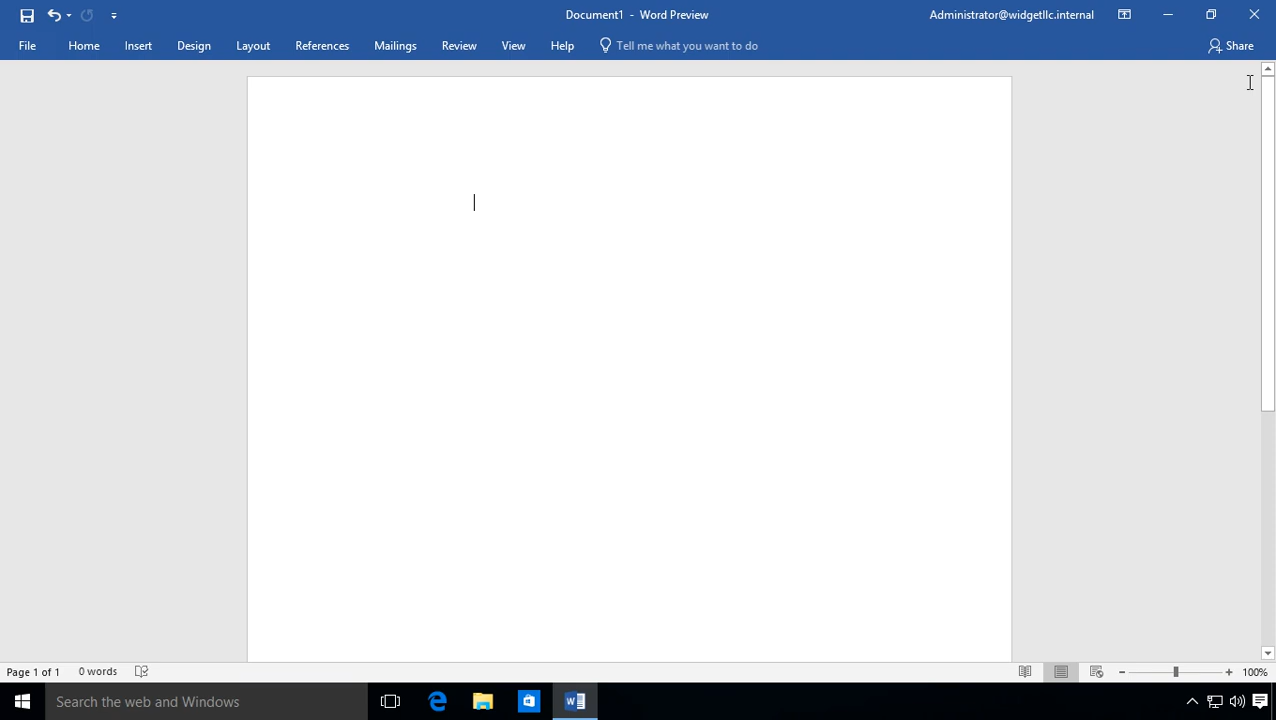 Document1 - Word Preview
Administrator@widgetllc.internal
File Home Insert Design Layout References Mailings Review View Help Tell me what you want to do Share
Page 1 of 1 0 words 100%
Search the web and Windows